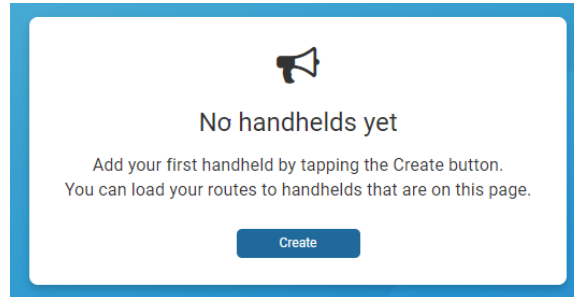 No handhelds yet
Add your first handheld by tapping the Create button.
You can load your routes to handhelds that are on this page.
Create